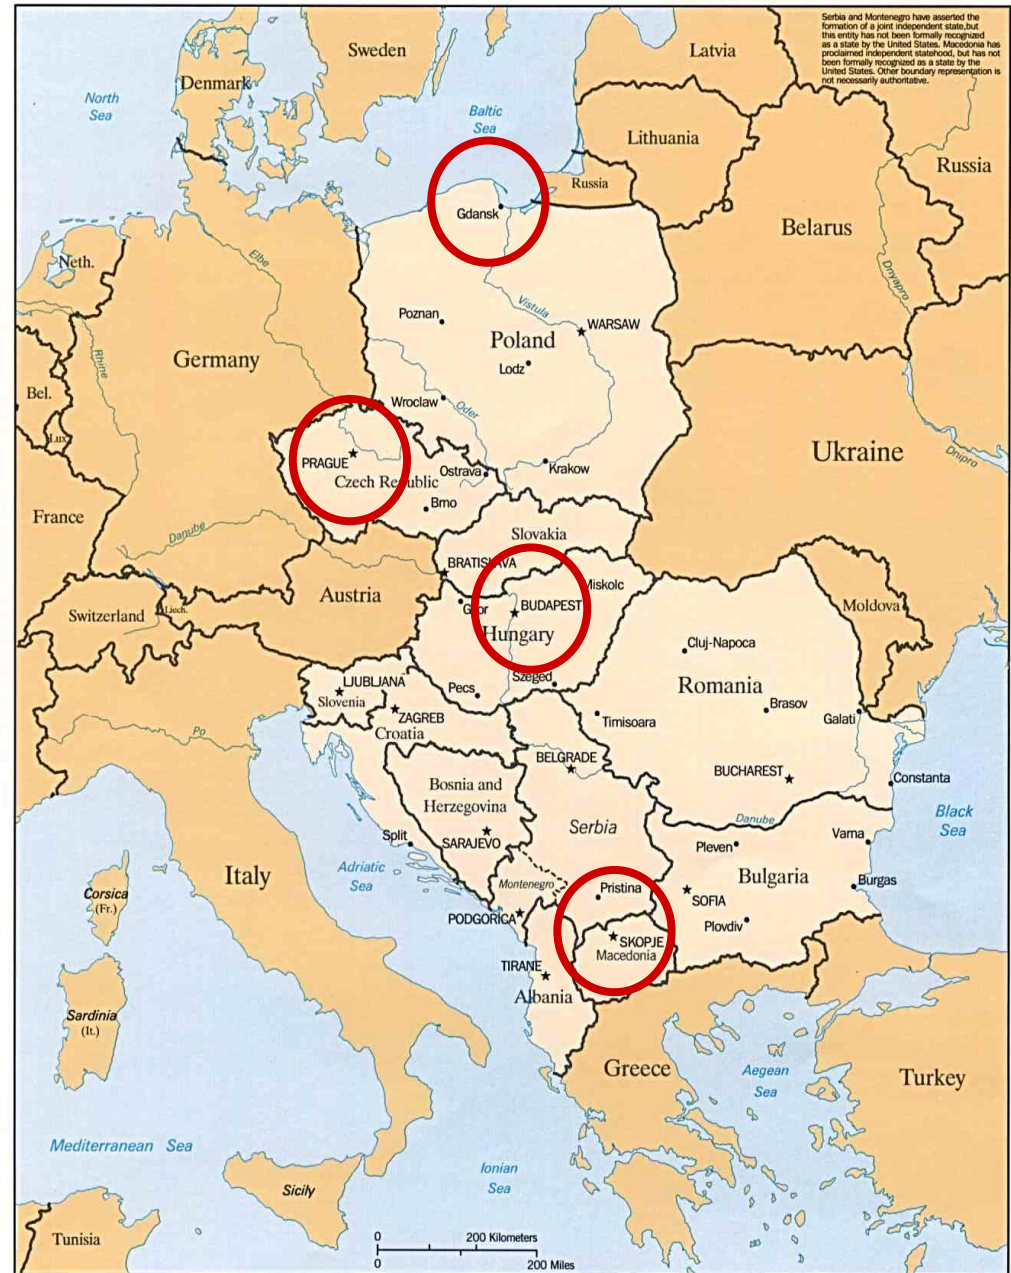 Serbia and Montenegro have asserted the
formation of a joint independent state,but
this entity has not been formally recognized
as a state by the United States. Macedonia has
proclaimed independent statehood, but has not
been formally recognized as a state by the
United States. Other boundary representation is
not necessarily authoritative.
Sweden
Latvia
Denmark
North
Sea
Baltic
Sea
Lithuania
Russia
Russia
Gdansk
Belarus
Neth.
Elbe
Dnyapro
Vistula
Poznan
WARSAW
Poland
Germany
Rhine
Lodz
Bel.
Wroclaw
Oder
Lux.
Ukraine
Dnipro
PRAGUE
Ostrava
Krakow
Czech Republic
Brno
France
Danube
Slovakia
BRATISLAVA
Miskolc
Austria
Switzerland
Liech.
Gyor
BUDAPEST
Moldova
Hungary
Cluj-Napoca
Szeged
LJUBLJANA
Pecs
Romania
Slovenia
Brasov
ZAGREB
Timisoara
Galati
Croatia
Po
BELGRADE
BUCHAREST
Constanta
Bosnia and
Herzegovina
Black
Sea
Danube
Serbia
Split
SARAJEVO
Pleven
Varna
Adriatic
Sea
Italy
Montenegro
Pristina
Bulgaria
Burgas
Corsica
(Fr.)
SOFIA
PODGORICA
Plovdiv
SKOPJE
Macedonia
TIRANE
Albania
Sardinia
(It.)
Greece
Aegean
Sea
Turkey
Mediterranean Sea
Ionian
Sea
Sicily
Tunisia
0 200 Kilometers
0 200 Miles